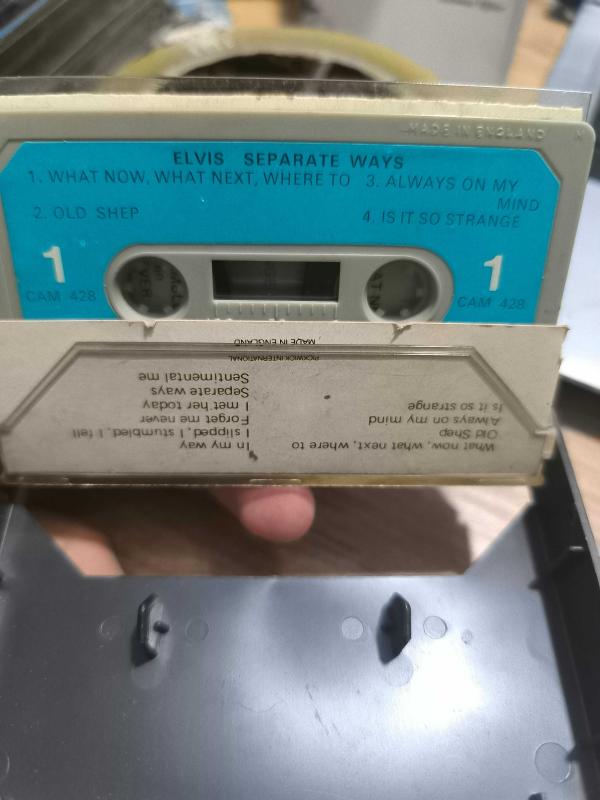 MADE IN ENGLAND
ELVIS SEPARATE WAYS
1. WHAT NOW, WHAT NEXT, WHERE TO
2. OLD SHEP
3. ALWAYS ON MY
MIND
4. IS IT SO STRANGE
1
CAM 428
1
CAM 428
What now, what next, where to
Old Shep
Always on my mind
Is it so strange
In my way
I slipped, I stumbled, I fell
Forget me never
I met her today
Separate ways
Sentimental me
PICKWICK INTERNATIONAL
MADE IN ENGLAND